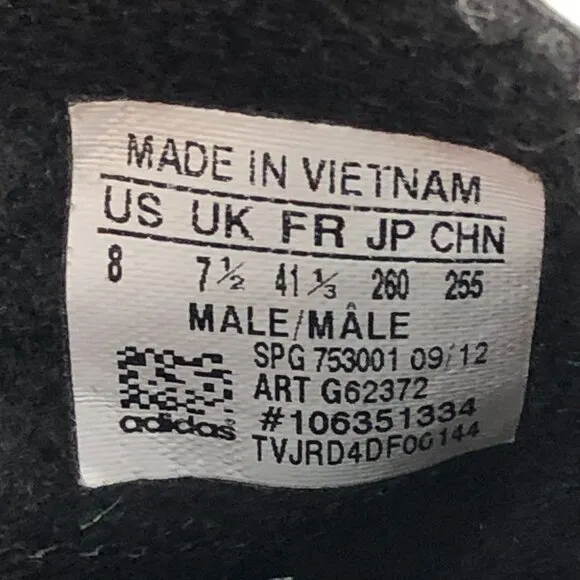 MADE IN VIETNAM
US UK FR JP CHN
8 7½ 41⅓ 260 255
MALE/MÂLE
SPG 753001 09/12
ART G62372
#106351334
adidas
TVJRD4DF0G144